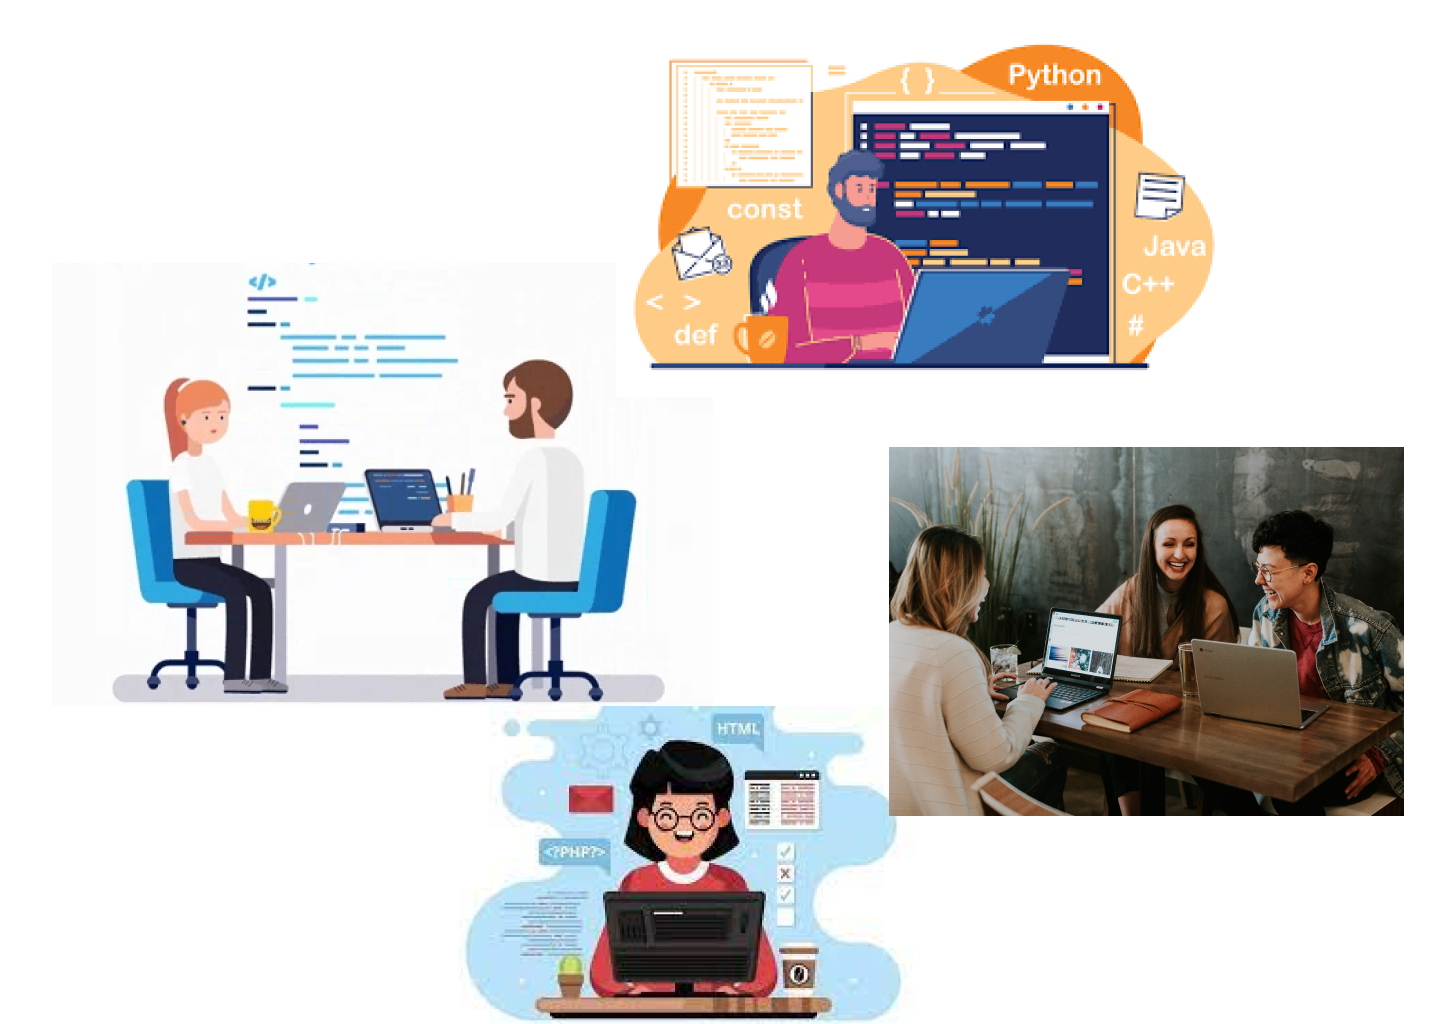 Python
=
{ }
const
Java
C++
#
< >
def
</>
HTML
<?PHP?>